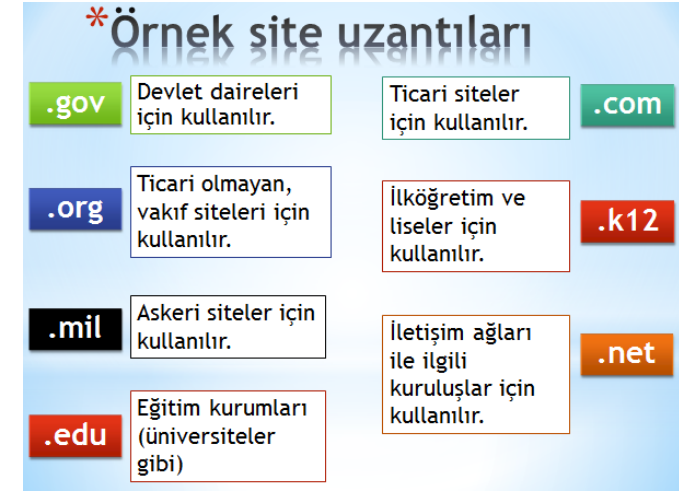 *Örnek site uzantıları
.gov
Devlet daireleri
için kullanılır.
.org
Ticari olmayan,
vakıf siteleri için
kullanılır.
.mil
Askeri siteler için
kullanılır.
.edu
Eğitim kurumları
(üniversiteler
gibi)
Ticari siteler
için kullanılır.
.com
İlköğretim ve
liseler için
kullanılır.
.k12
İletişim ağları
ile ilgili
kuruluşlar için
kullanılır.
.net